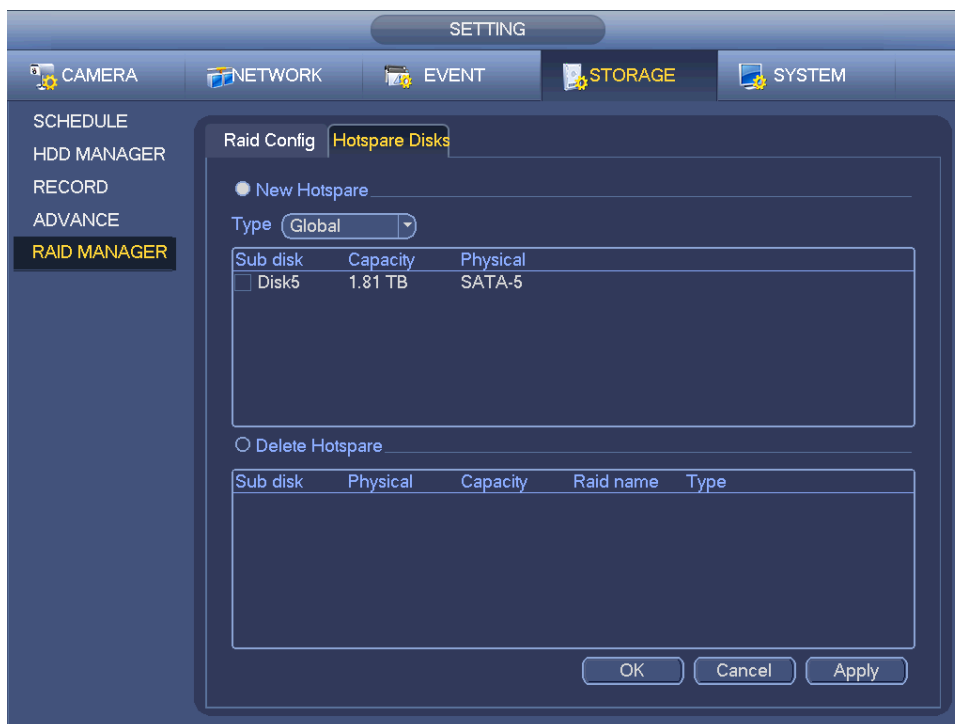 SETTING
CAMERA NETWORK EVENT STORAGE SYSTEM
SCHEDULE
HDD MANAGER
RECORD
ADVANCE
RAID MANAGER
Raid Config Hotspare Disks
New Hotspare
Type Global
Sub disk Capacity Physical
Disk5 1.81 TB SATA-5
Delete Hotspare
Sub disk Physical Capacity Raid name Type
OK Cancel Apply